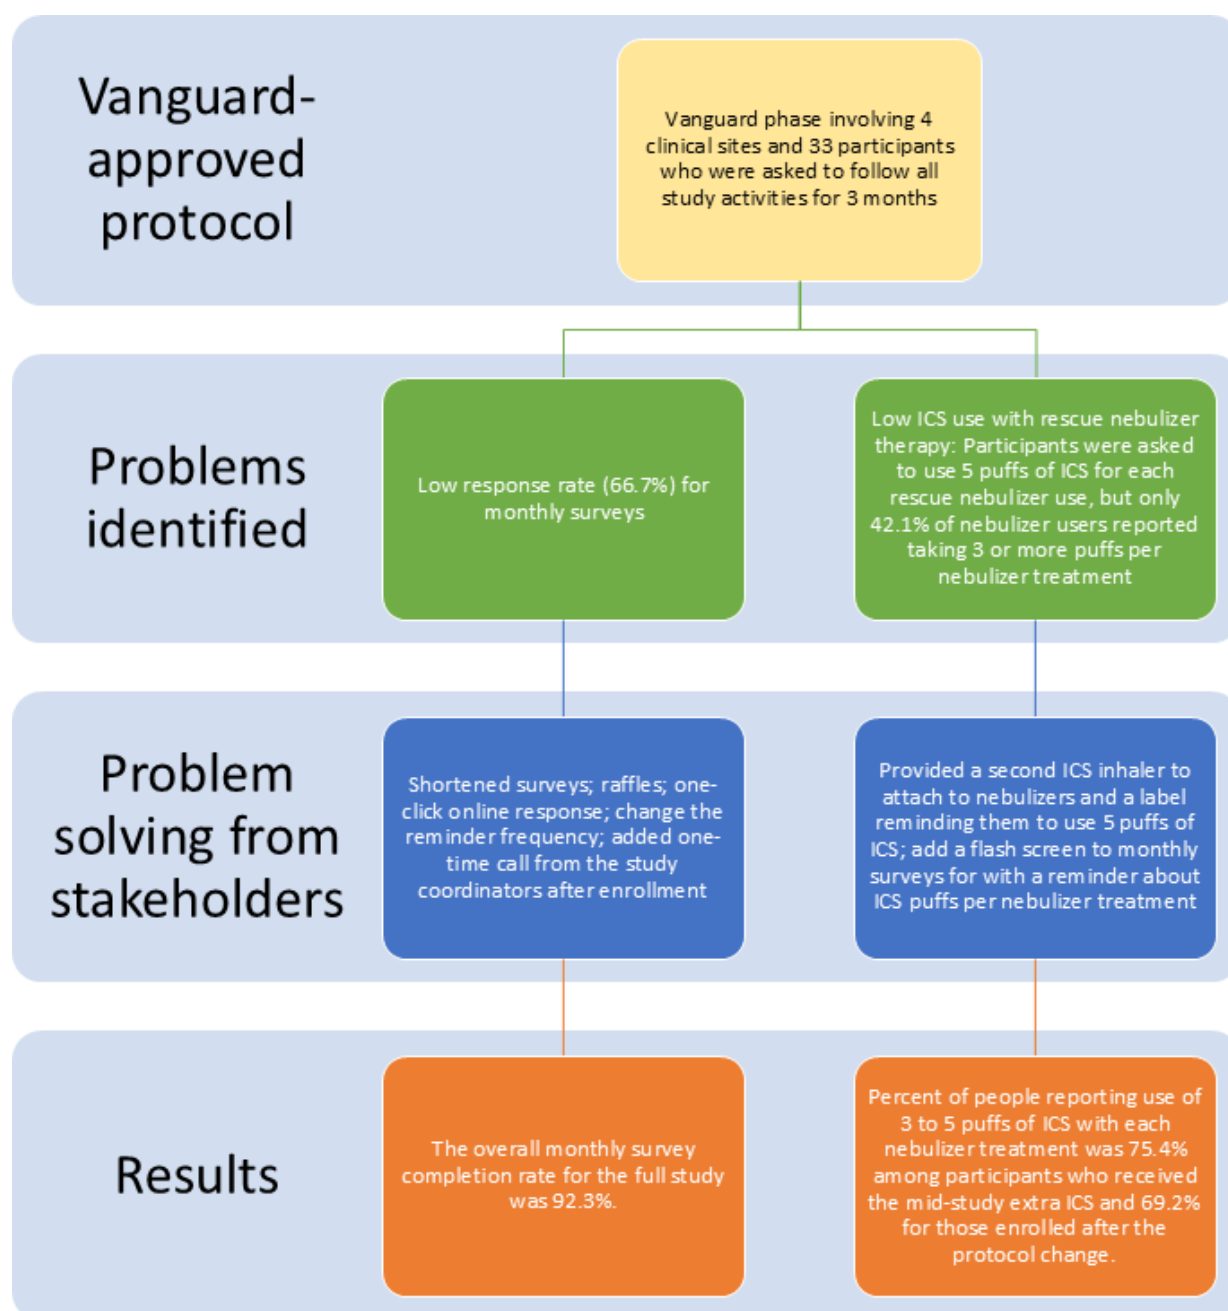 Vanguard-
approved
protocol
Vanguard phase involving 4
clinical sites and 33 participants
who were asked to follow all
study activities for 3 months
Problems
identified
Low response rate (66.7%) for
monthly surveys
Low ICS use with rescue nebulizer
therapy: Participants were asked
to use 5 puffs of ICS for each
rescue nebulizer use, but only
42.1% of nebulizer users reported
taking 3 or more puffs per
nebulizer treatment
Problem
solving from
stakeholders
Shortened surveys; raffles; one-
click online response; change the
reminder frequency; added one-
time call from the study
coordinators after enrollment
Provided a second ICS inhaler to
attach to nebulizers and a label
reminding them to use 5 puffs of
ICS; add a flash screen to monthly
surveys for with a reminder about
ICS puffs per nebulizer treatment
Results
The overall monthly survey
completion rate for the full study
was 92.3%.
Percent of people reporting use of
3 to 5 puffs of ICS with each
nebulizer treatment was 75.4%
among participants who received
the mid-study extra ICS and 69.2%
for those enrolled after the
protocol change.